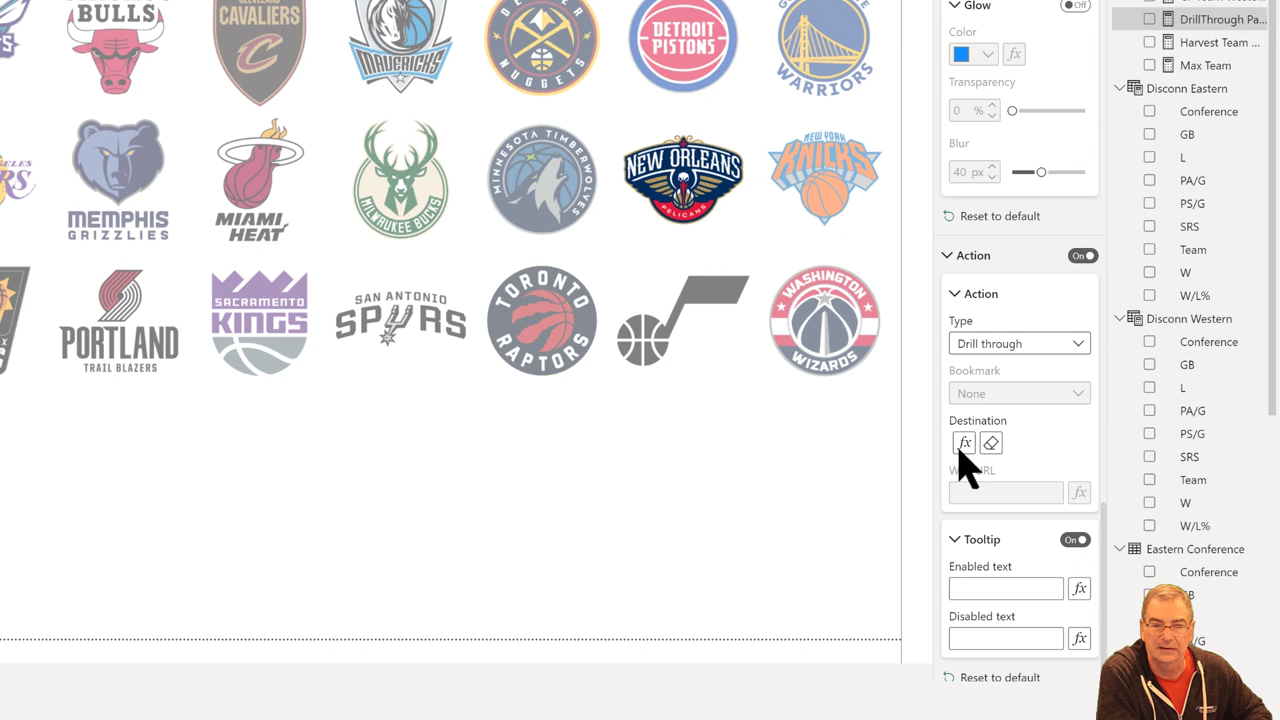 CAVALIERS
MAVERICKS
NUGGETS
DETROIT
PISTONS
WARRIORS
MEMPHIS
GRIZZLIES
MIAMI
HEAT
MILWAUKEE BUCKS
MINNESOTA TIMBERWOLVES
NEW ORLEANS
PELICANS
NEW YORK
KNICKS
PORTLAND
TRAIL BLAZERS
SACRAMENTO
KINGS
SAN ANTONIO
SPURS
TORONTO
RAPTORS
WASHINGTON
WIZARDS
Glow
Off
Color
fx
Transparency
0 %
Blur
40 px
Reset to default
Action
On
Action
Type
Drill through
Bookmark
None
Destination
fx
fx
Tooltip
On
Enabled text
fx
Disabled text
fx
Reset to default
DrillThrough Pa...
Harvest Team ...
Max Team
Disconn Eastern
Conference
GB
L
PA/G
PS/G
SRS
Team
W
W/L%
Disconn Western
Conference
GB
L
PA/G
PS/G
SRS
Team
W
W/L%
Eastern Conference
Conference